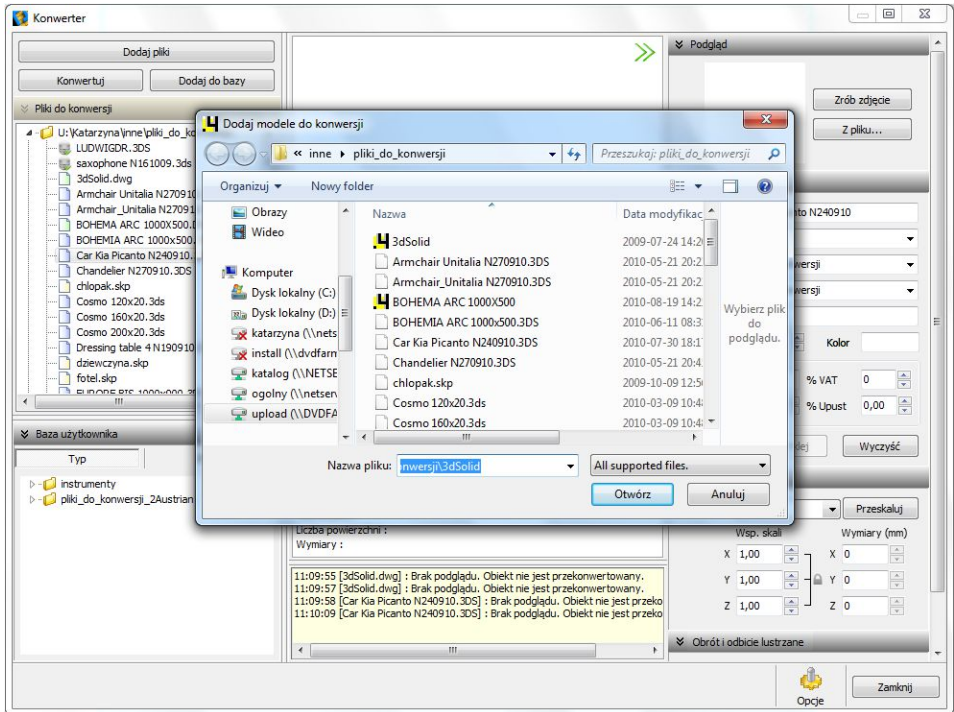 Konwerter
Dodaj pliki
Konwertuj
Dodaj do bazy
Pliki do konwersji
U:\Katarzyna\inne\pliki_do_ko
LUDWIGDR.3DS
saxophone N161009.3ds
3dSolid.dwg
Armchair Unitalia N270910
Armchair_Unitalia N27091
BOHEMA ARC 1000X500.
BOHEMIA ARC 1000x500.
Car Kia Picanto N240910.
Chandelier N270910.3DS
chlopak.skp
Cosmo 120x20.3ds
Cosmo 160x20.3ds
Cosmo 200x20.3ds
Dressing table 4 N190910
dziewczyna.skp
fotel.skp
Baza użytkownika
Typ
instrumenty
pliki_do_konwersji_2Austrian
Dodaj modele do konwersji
« inne pliki_do_konwersji
Przeszukaj: pliki_do_konwersji
Organizuj
Nowy folder
Obrazy
Wideo
Komputer
Dysk lokalny (C:)
Dysk lokalny (D:)
katarzyna (\\nets
install (\\dvdfarm
katalog (\\NETSE
ogolny (\\netserv
upload (\\DVDFA
Nazwa Data modyfikac
3dSolid 2009-07-24 14:2
Armchair Unitalia N270910.3DS 2010-05-21 20:2
Armchair_Unitalia N270910.3DS 2010-05-21 20:2
BOHEMA ARC 1000X500 2010-08-19 14:2
BOHEMIA ARC 1000x500.3DS 2010-06-11 08:3
Car Kia Picanto N240910.3DS 2010-07-30 18:1
Chandelier N270910.3DS 2010-05-21 20:4
chlopak.skp 2009-10-09 12:5
Cosmo 120x20.3ds 2010-03-09 10:4
Cosmo 160x20.3ds 2010-03-09 10:4
Wybierz plik
do
podglądu.
Nazwa pliku: nwersji\3dSolid
All supported files.
Otwórz
Anuluj
Liczba powierzchni :
Wymiary :
11:09:55 [3dSolid.dwg] : Brak podglądu. Obiekt nie jest przekonwertowany.
11:09:57 [3dSolid.dwg] : Brak podglądu. Obiekt nie jest przekonwertowany.
11:09:58 [Car Kia Picanto N240910.3DS] : Brak podglądu. Obiekt nie jest przeko
11:10:09 [Car Kia Picanto N240910.3DS] : Brak podglądu. Obiekt nie jest przeko
Podgląd
Zrób zdjęcie
Z pliku...
to N240910
wersji
wersji
Kolor
% VAT 0
% Upust 0,00
Wyczyść
Przeskaluj
Wsp. skali Wymiary (mm)
X 1,00 X 0
Y 1,00 Y 0
Z 1,00 Z 0
Obrót i odbicie lustrzane
Opcje
Zamknij